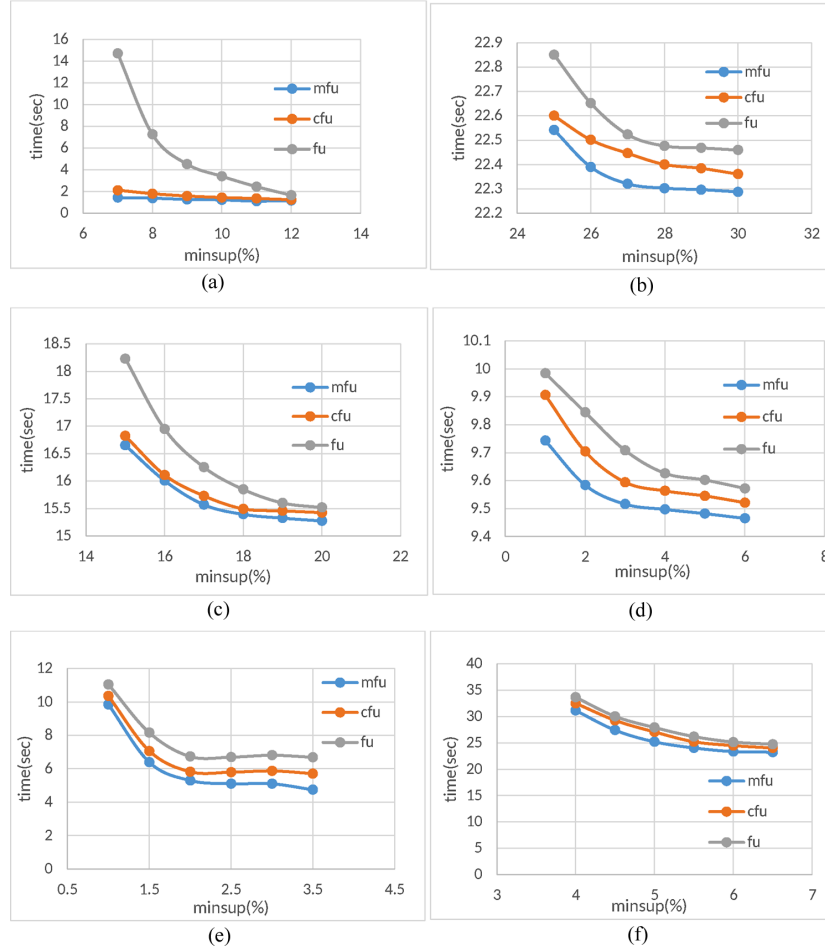 16
14
12
10
8
6
4
2
0
time(sec)
mfu
cfu
fu
6 8 10 12 14
minsup(%)
(a)
22.9
22.8
22.7
22.6
22.5
22.4
22.3
22.2
time(sec)
mfu
cfu
fu
24 26 28 30 32
minsup(%)
(b)
18.5
18
17.5
17
16.5
16
15.5
15
time(sec)
mfu
cfu
fu
14 16 18 20 22
minsup(%)
(c)
10.1
10
9.9
9.8
9.7
9.6
9.5
9.4
time(sec)
mfu
cfu
fu
0 2 4 6 8
minsup(%)
(d)
12
10
8
6
4
2
0
time(sec)
mfu
cfu
fu
0.5 1.5 2.5 3.5 4.5
minsup(%)
(e)
40
35
30
25
20
15
10
5
0
time(sec)
mfu
cfu
fu
3 4 5 6 7
minsup(%)
(f)